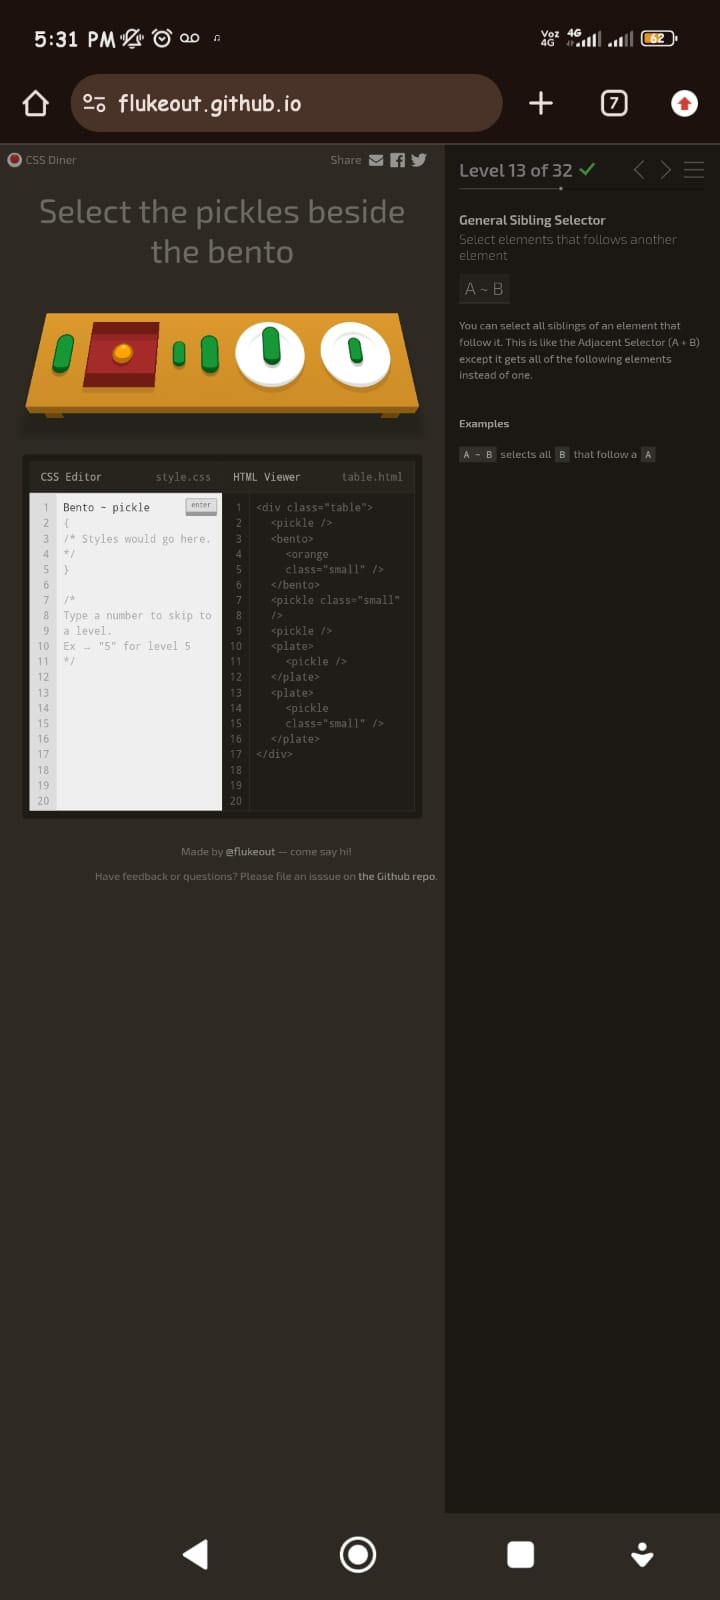 5:31 PM
Voz 4G 4G 62
flukeout.github.io 7
CSS Diner
Share
Select the pickles beside
the bento
CSS Editor style.css
1 Bento ~ pickle enter
2 {
3 /* Styles would go here.
4 */
5 }
6
7 /*
8 Type a number to skip to
9 a level.
10 Ex → "5" for level 5
11 */
12
13
14
15
16
17
18
19
20
HTML Viewer table.html
1 <div class="table">
2 <pickle />
3 <bento>
4 <orange
5 class="small" />
6 </bento>
7 <pickle class="small"
8 />
9 <pickle />
10 <plate>
11 <pickle />
12 </plate>
13 <plate>
14 <pickle
15 class="small" />
16 </plate>
17 </div>
18
19
20
Made by @flukeout — come say hi!
Have feedback or questions? Please file an isssue on the Github repo.
Level 13 of 32
General Sibling Selector
Select elements that follows another
element
A ~ B
You can select all siblings of an element that
follow it. This is like the Adjacent Selector (A + B)
except it gets all of the following elements
instead of one.
Examples
A ~ B selects all B that follow a A